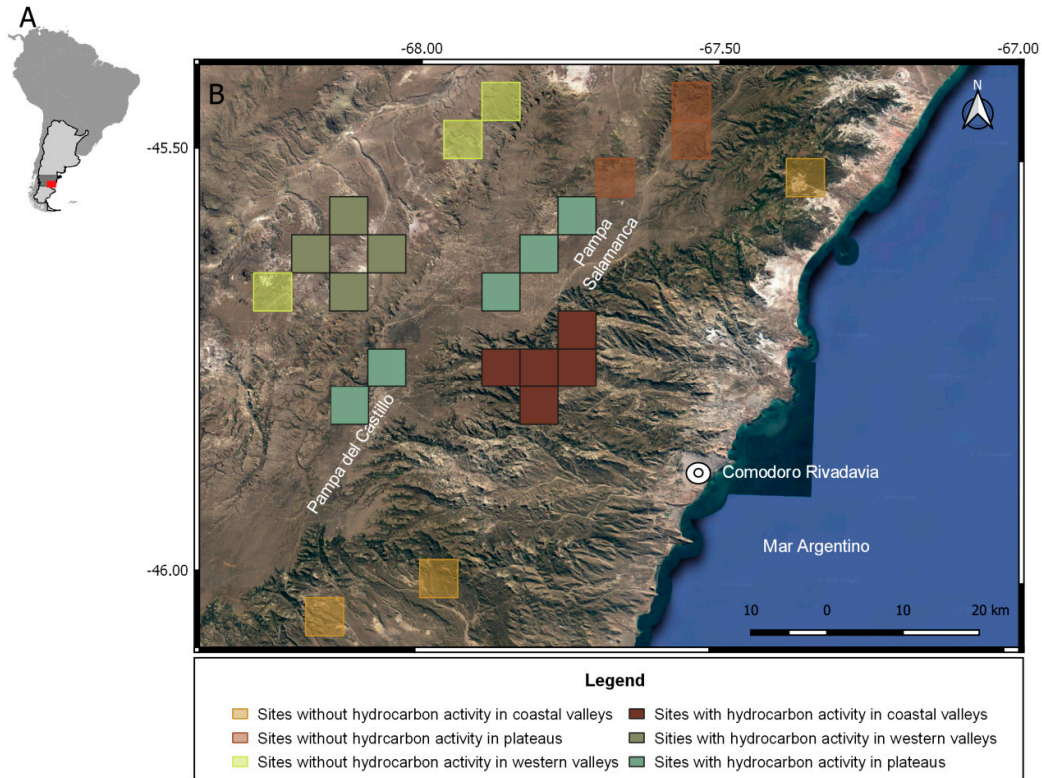 A
-68.00
-67.50
-67.00
B
N
-45.50
Pampa
Salamanca
Pampa del Castillo
Comodoro Rivadavia
Mar Argentino
-46.00
10
0
10
20 km
Legend
Sites without hydrocarbon activity in coastal valleys
Sites with hydrocarbon activity in coastal valleys
Sites without hydrcarbon activity in plateaus
Sities with hydrocarbon activity in western valleys
Sites without hydrocarbon activity in western valleys
Sites with hydrocarbon activity in plateaus